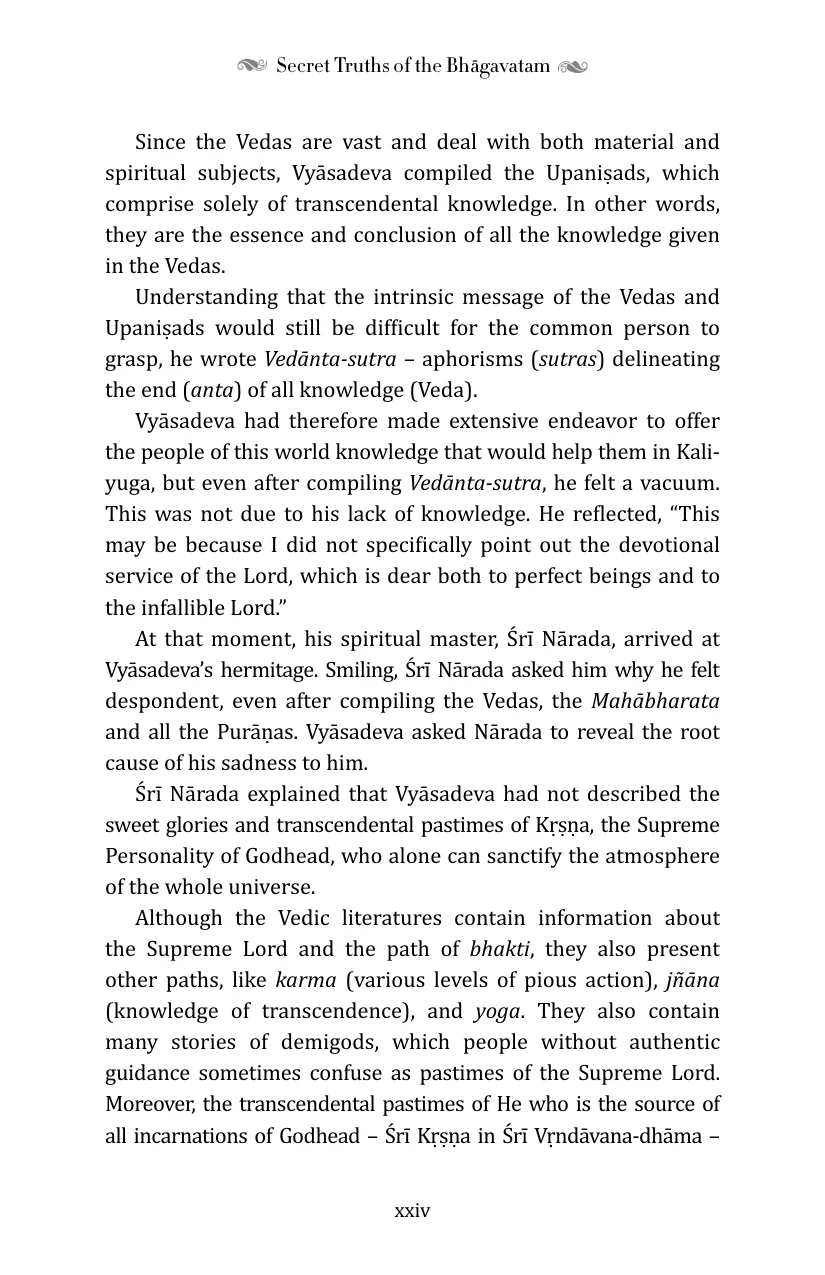 Secret Truths of the Bhāgavatam
Since the Vedas are vast and deal with both material and
spiritual subjects, Vyāsadeva compiled the Upaniṣads, which
comprise solely of transcendental knowledge. In other words,
they are the essence and conclusion of all the knowledge given
in the Vedas.
Understanding that the intrinsic message of the Vedas and
Upaniṣads would still be difficult for the common person to
grasp, he wrote Vedānta-sutra – aphorisms (sutras) delineating
the end (anta) of all knowledge (Veda).
Vyāsadeva had therefore made extensive endeavor to offer
the people of this world knowledge that would help them in Kali-
yuga, but even after compiling Vedānta-sutra, he felt a vacuum.
This was not due to his lack of knowledge. He reflected, “This
may be because I did not specifically point out the devotional
service of the Lord, which is dear both to perfect beings and to
the infallible Lord.”
At that moment, his spiritual master, Śrī Nārada, arrived at
Vyāsadeva’s hermitage. Smiling, Śrī Nārada asked him why he felt
despondent, even after compiling the Vedas, the Mahābharata
and all the Purāṇas. Vyāsadeva asked Nārada to reveal the root
cause of his sadness to him.
Śrī Nārada explained that Vyāsadeva had not described the
sweet glories and transcendental pastimes of Kṛṣṇa, the Supreme
Personality of Godhead, who alone can sanctify the atmosphere
of the whole universe.
Although the Vedic literatures contain information about
the Supreme Lord and the path of bhakti, they also present
other paths, like karma (various levels of pious action), jñāna
(knowledge of transcendence), and yoga. They also contain
many stories of demigods, which people without authentic
guidance sometimes confuse as pastimes of the Supreme Lord.
Moreover, the transcendental pastimes of He who is the source of
all incarnations of Godhead – Śrī Kṛṣṇa in Śrī Vṛndāvana-dhāma –
xxiv